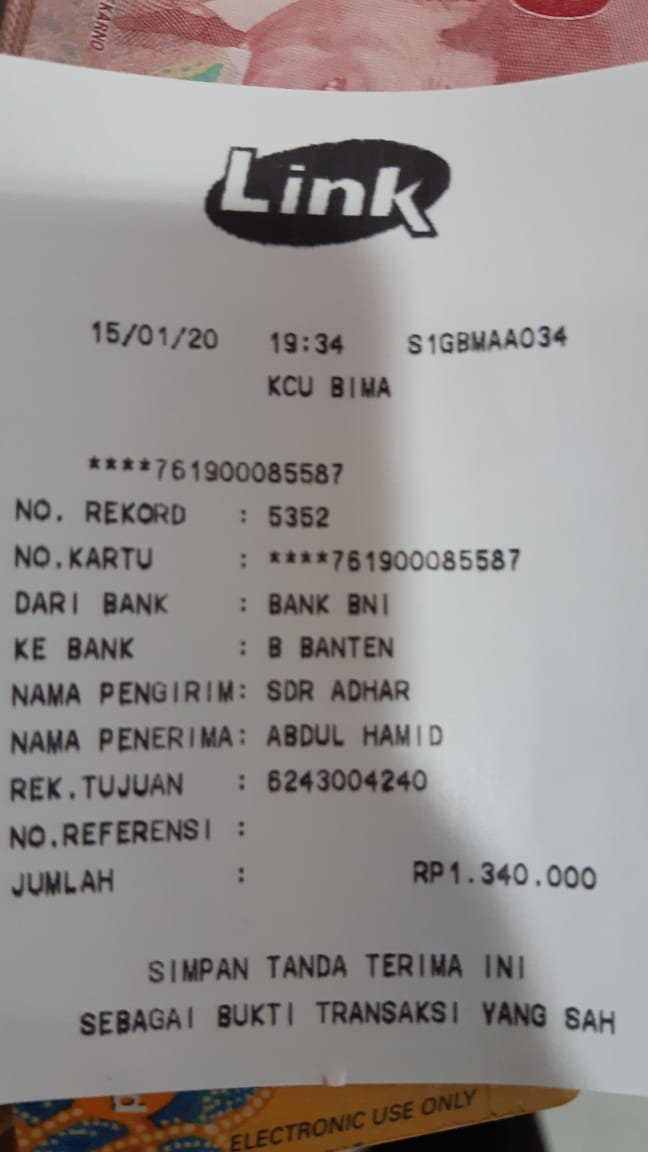 EKARNO
Link
15/01/20 19:34 S1GBMAA034
KCU BIMA
****761900085587
NO. REKORD : 5352
NO.KARTU : ****761900085587
DARI BANK : BANK BNI
KE BANK : B BANTEN
NAMA PENGIRIM: SDR ADHAR
NAMA PENERIMA: ABDUL HAMID
REK.TUJUAN : 6243004240
NO.REFERENSI :
JUMLAH : RP1.340.000
SIMPAN TANDA TERIMA INI
SEBAGAI BUKTI TRANSAKSI YANG SAH
ELECTRONIC USE ONLY